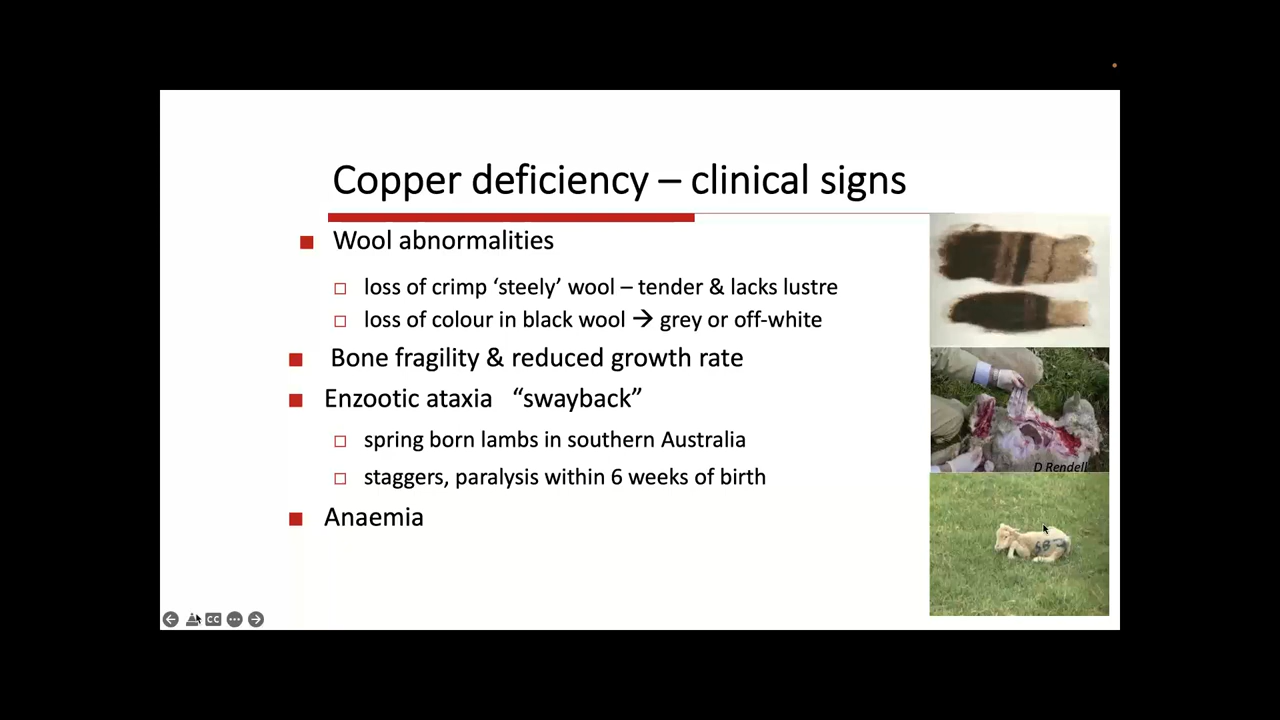 Copper deficiency – clinical signs
Wool abnormalities
loss of crimp ‘steely’ wool – tender & lacks lustre
loss of colour in black wool → grey or off-white
Bone fragility & reduced growth rate
Enzootic ataxia “swayback”
spring born lambs in southern Australia
staggers, paralysis within 6 weeks of birth
Anaemia
D Rendell
CC